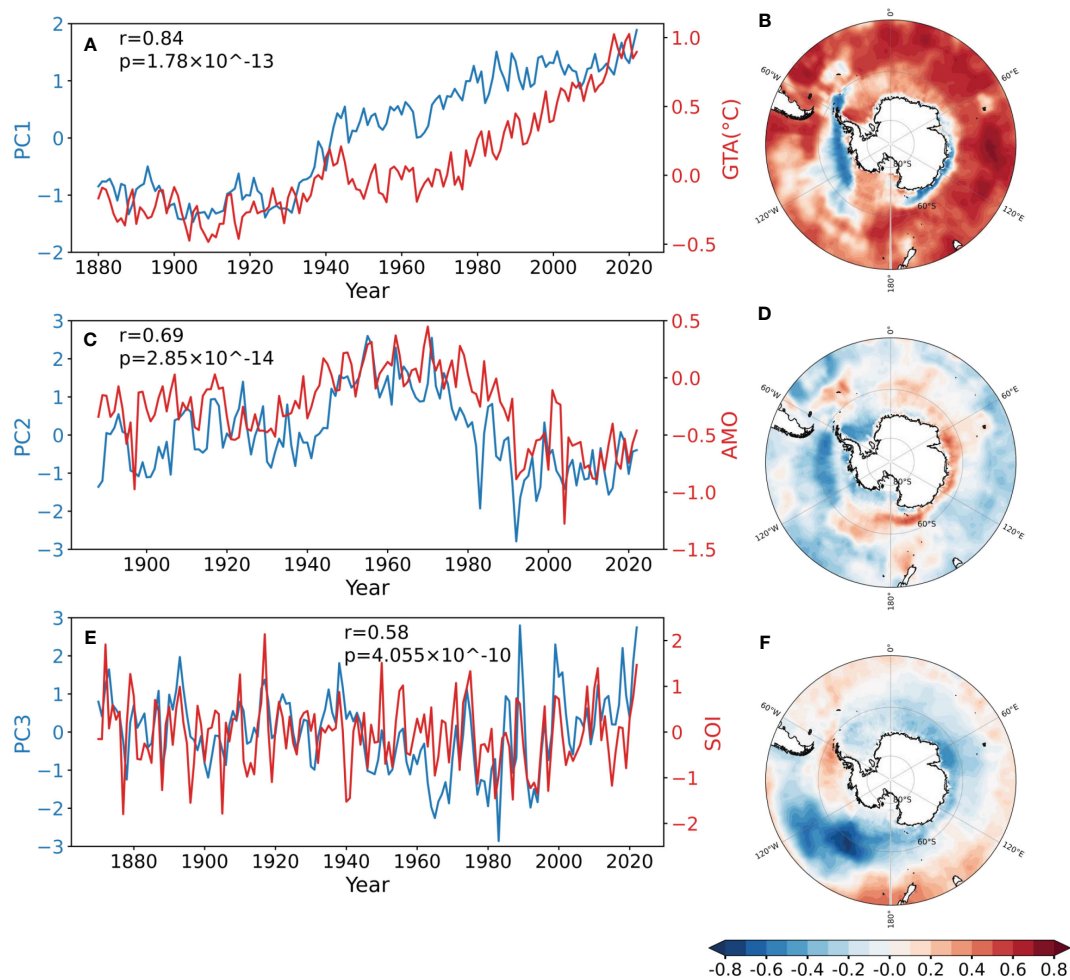 A
r=0.84
p=1.78×10^-13
PC1
2
1
0
−1
−2
GTA(°C)
1.0
0.5
0.0
−0.5
1880 1900 1920 1940 1960 1980 2000 2020
Year
B
0°
60°E
120°E
180°
120°W
60°W
80°S
60°S
C
r=0.69
p=2.85×10^-14
PC2
3
2
1
0
−1
−2
−3
AMO
0.5
0.0
−0.5
−1.0
−1.5
1900 1920 1940 1960 1980 2000 2020
Year
D
0°
60°E
120°E
180°
120°W
60°W
80°S
60°S
E
r=0.58
p=4.055×10^-10
PC3
3
2
1
0
−1
−2
−3
SOI
2
1
0
−1
−2
1880 1900 1920 1940 1960 1980 2000 2020
Year
F
0°
60°E
120°E
180°
120°W
60°W
80°S
60°S
-0.8 -0.6 -0.4 -0.2 -0.0 0.2 0.4 0.6 0.8